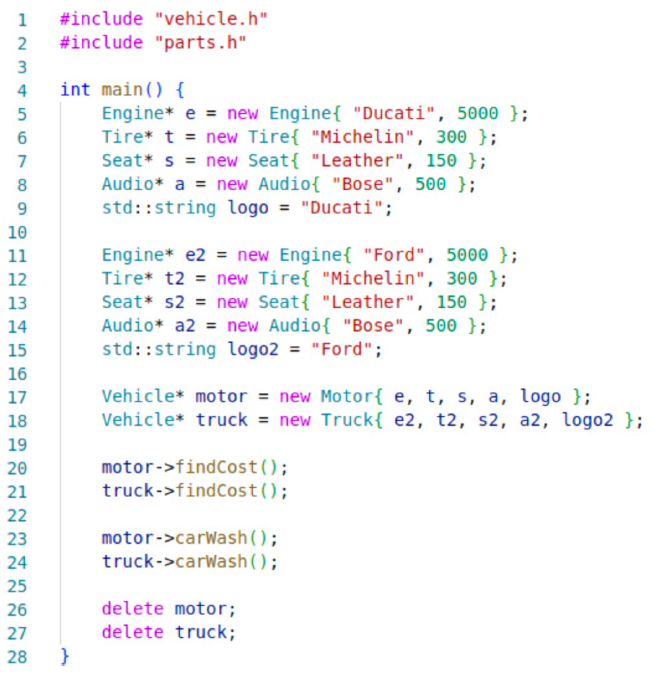 1 #include "vehicle.h"
2 #include "parts.h"
3
4 int main() {
5     Engine* e = new Engine{ "Ducati", 5000 };
6     Tire* t = new Tire{ "Michelin", 300 };
7     Seat* s = new Seat{ "Leather", 150 };
8     Audio* a = new Audio{ "Bose", 500 };
9     std::string logo = "Ducati";
10
11     Engine* e2 = new Engine{ "Ford", 5000 };
12     Tire* t2 = new Tire{ "Michelin", 300 };
13     Seat* s2 = new Seat{ "Leather", 150 };
14     Audio* a2 = new Audio{ "Bose", 500 };
15     std::string logo2 = "Ford";
16
17     Vehicle* motor = new Motor{ e, t, s, a, logo };
18     Vehicle* truck = new Truck{ e2, t2, s2, a2, logo2 };
19
20     motor->findCost();
21     truck->findCost();
22
23     motor->carWash();
24     truck->carWash();
25
26     delete motor;
27     delete truck;
28 }